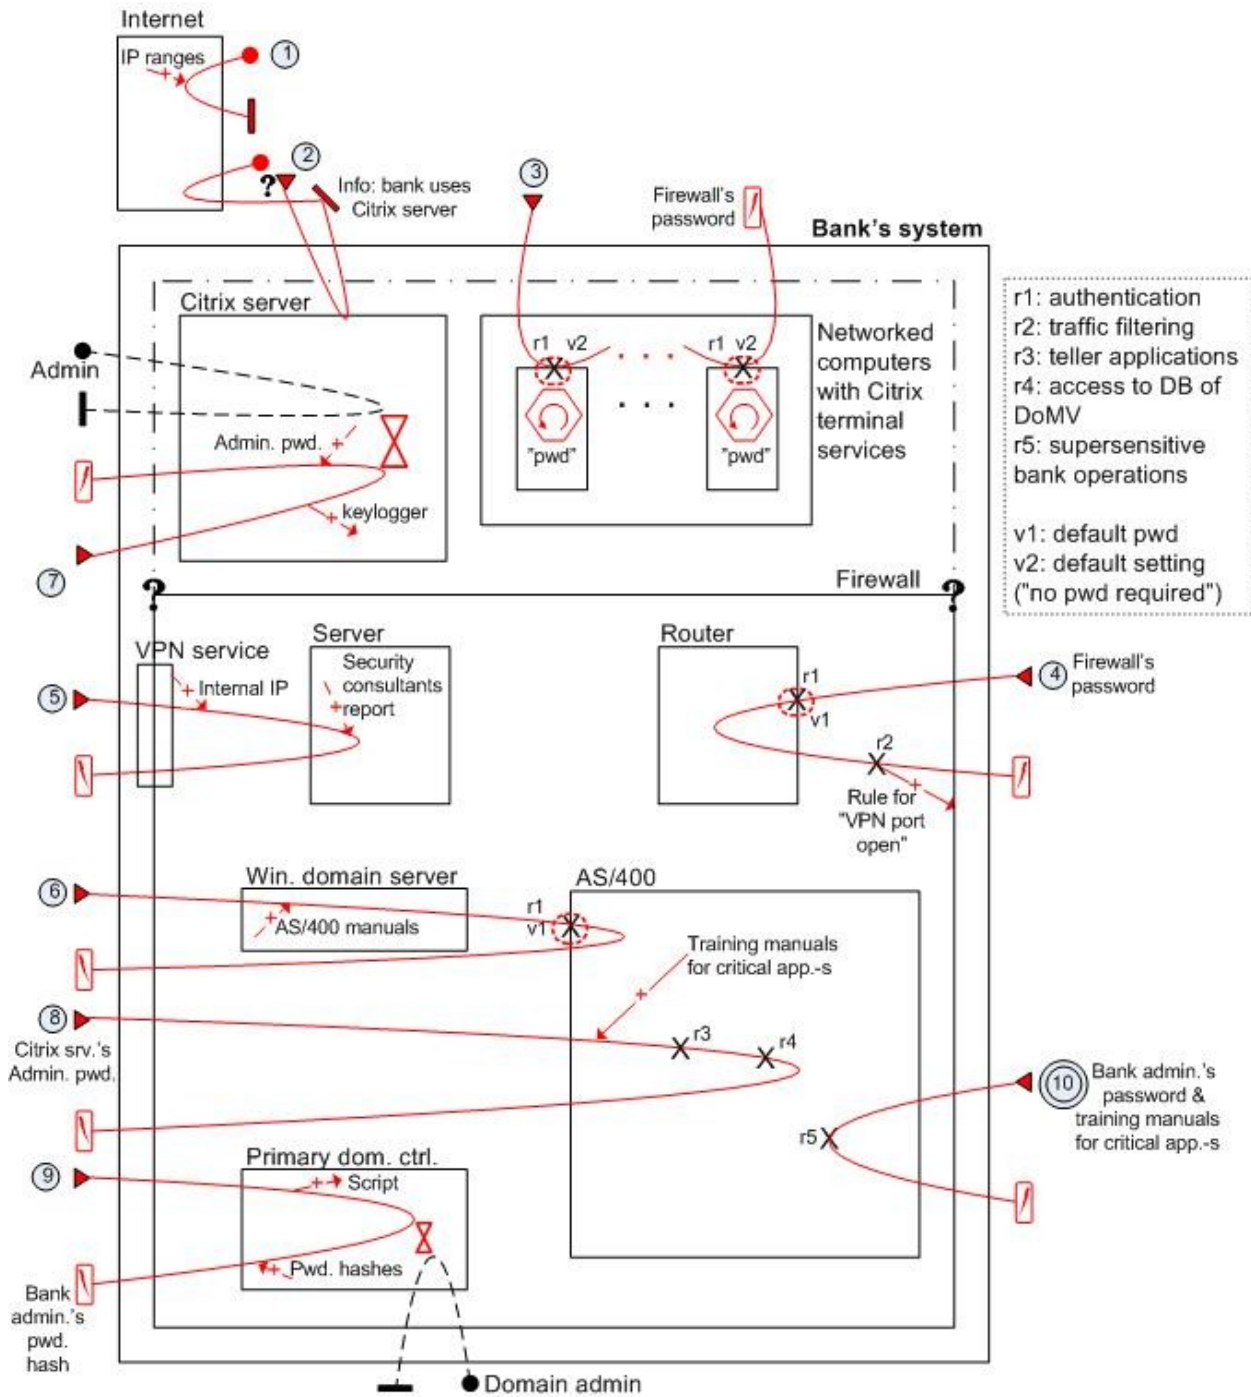 Internet
IP ranges
1
2
?
Info: bank uses
Citrix server
3
Firewall's
password
Bank's system
Citrix server
Admin
Admin. pwd.
keylogger
7
r1 v2
. . .
r1 v2
"pwd"
. . .
"pwd"
Networked
computers
with Citrix
terminal
services
r1: authentication
r2: traffic filtering
r3: teller applications
r4: access to DB of
DoMV
r5: supersensitive
bank operations
v1: default pwd
v2: default setting
("no pwd required")
Firewall
?
?
VPN service
5
Internal IP
Server
Security
consultants
report
Router
r1
v1
r2
Rule for
"VPN port
open"
4
Firewall's
password
6
Win. domain server
AS/400 manuals
r1
v1
AS/400
Training manuals
for critical app.-s
8
Citrix srv.'s
Admin. pwd.
r3
r4
r5
10
Bank admin.'s
password &
training manuals
for critical app.-s
9
Primary dom. ctrl.
Script
Pwd. hashes
Bank
admin.'s
pwd.
hash
Domain admin